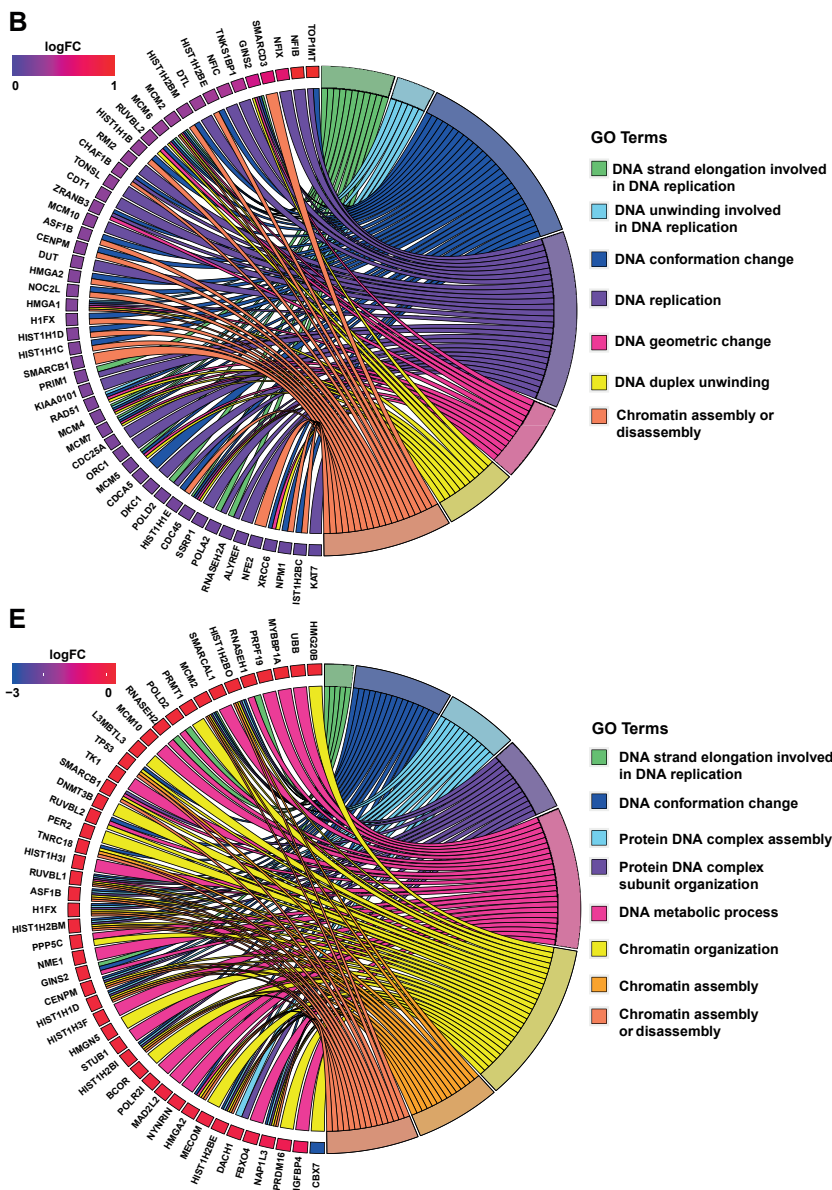 B
logFC
0 1
TOP1MT
NFIB
NFIX
SMARCD3
GINS2
TNKS1BP1
NFIC
HIST1H2BE
DTL
HIST1H2BM
MCM2
MCM6
RUVBL2
HIST1H1B
RMI2
CHAF1B
TONSL
CDT1
ZRANB3
MCM10
ASF1B
CENPM
DUT
HMGA2
NOC2L
HMGA1
H1FX
HIST1H1D
HIST1H1C
SMARCB1
PRIM1
KIAA0101
RAD51
MCM4
MCM7
CDC25A
ORC1
MCM5
CDCA5
DKC1
POLD2
HIST1H1E
CDC45
SSRP1
POLA2
RNASEH2A
ALYREF
NFE2
XRCC6
NPM1
IST1H2BC
KAT7
GO Terms
DNA strand elongation involved
in DNA replication
DNA unwinding involved
in DNA replication
DNA conformation change
DNA replication
DNA geometric change
DNA duplex unwinding
Chromatin assembly or
disassembly
E
logFC
−3 0
HMG20B
UBB
MYBBP1A
PRPF19
RNASEH1
HIST1H2BO
SMARCAL1
MCM2
PRMT1
POLD2
RNASEH2
MCM10
L3MBTL3
TP53
TK1
SMARCB1
DNMT3B
RUVBL2
PER2
TNRC18
HIST1H3I
RUVBL1
ASF1B
H1FX
HIST1H2BM
PPP5C
NME1
GINS2
CENPM
HIST1H1D
HIST1H3F
HMGN5
STUB1
HIST1H2BI
BCOR
POLR2I
MAD2L2
NYNRIN
HMGA2
MECOM
HIST1H2BE
DACH1
FBXO4
NAP1L3
PRDM16
IGFBP4
CBX7
GO Terms
DNA strand elongation involved
in DNA replication
DNA conformation change
Protein DNA complex assembly
Protein DNA complex
subunit organization
DNA metabolic process
Chromatin organization
Chromatin assembly
Chromatin assembly
or disassembly